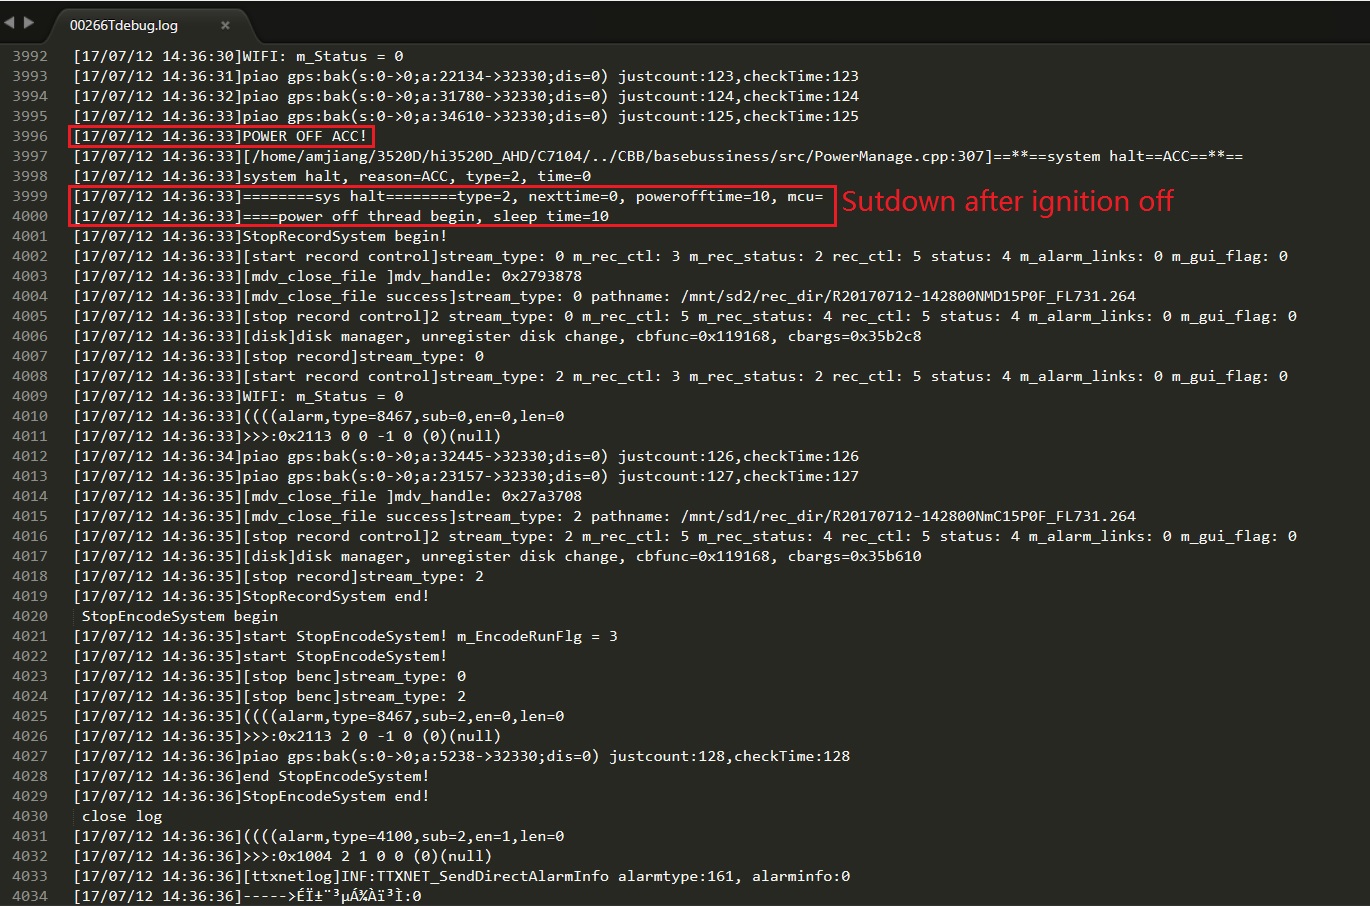 00266Tdebug.log
3992 [17/07/12 14:36:30]WIFI: m_Status = 0
3993 [17/07/12 14:36:31]piao gps:bak(s:0->0;a:22134->32330;dis=0) justcount:123,checkTime:123
3994 [17/07/12 14:36:32]piao gps:bak(s:0->0;a:31780->32330;dis=0) justcount:124,checkTime:124
3995 [17/07/12 14:36:33]piao gps:bak(s:0->0;a:34610->32330;dis=0) justcount:125,checkTime:125
3996 [17/07/12 14:36:33]POWER OFF ACC!
3997 [17/07/12 14:36:33][/home/amjiang/3520D/hi3520D_AHD/C7104/../CBB/basebussiness/src/PowerManage.cpp:307]==**==system halt==ACC==**==
3998 [17/07/12 14:36:33]system halt, reason=ACC, type=2, time=0
3999 [17/07/12 14:36:33]========sys halt========type=2, nexttime=0, powerofftime=10, mcu=
Sutdown after ignition off
4000 [17/07/12 14:36:33]====power off thread begin, sleep time=10
4001 [17/07/12 14:36:33]StopRecordSystem begin!
4002 [17/07/12 14:36:33][start record control]stream_type: 0 m_rec_ctl: 3 m_rec_status: 2 rec_ctl: 5 status: 4 m_alarm_links: 0 m_gui_flag: 0
4003 [17/07/12 14:36:33][mdv_close_file ]mdv_handle: 0x2793878
4004 [17/07/12 14:36:33][mdv_close_file success]stream_type: 0 pathname: /mnt/sd2/rec_dir/R20170712-142800NMD15P0F_FL731.264
4005 [17/07/12 14:36:33][stop record control]2 stream_type: 0 m_rec_ctl: 5 m_rec_status: 4 rec_ctl: 5 status: 4 m_alarm_links: 0 m_gui_flag: 0
4006 [17/07/12 14:36:33][disk]disk manager, unregister disk change, cbfunc=0x119168, cbargs=0x35b2c8
4007 [17/07/12 14:36:33][stop record]stream_type: 0
4008 [17/07/12 14:36:33][start record control]stream_type: 2 m_rec_ctl: 3 m_rec_status: 2 rec_ctl: 5 status: 4 m_alarm_links: 0 m_gui_flag: 0
4009 [17/07/12 14:36:33]WIFI: m_Status = 0
4010 [17/07/12 14:36:33]((((alarm,type=8467,sub=0,en=0,len=0
4011 [17/07/12 14:36:33]>>>:0x2113 0 0 -1 0 (0)(null)
4012 [17/07/12 14:36:34]piao gps:bak(s:0->0;a:32445->32330;dis=0) justcount:126,checkTime:126
4013 [17/07/12 14:36:35]piao gps:bak(s:0->0;a:23157->32330;dis=0) justcount:127,checkTime:127
4014 [17/07/12 14:36:35][mdv_close_file ]mdv_handle: 0x27a3708
4015 [17/07/12 14:36:35][mdv_close_file success]stream_type: 2 pathname: /mnt/sd1/rec_dir/R20170712-142800NmC15P0F_FL731.264
4016 [17/07/12 14:36:35][stop record control]2 stream_type: 2 m_rec_ctl: 5 m_rec_status: 4 rec_ctl: 5 status: 4 m_alarm_links: 0 m_gui_flag: 0
4017 [17/07/12 14:36:35][disk]disk manager, unregister disk change, cbfunc=0x119168, cbargs=0x35b610
4018 [17/07/12 14:36:35][stop record]stream_type: 2
4019 [17/07/12 14:36:35]StopRecordSystem end!
4020 StopEncodeSystem begin
4021 [17/07/12 14:36:35]start StopEncodeSystem! m_EncodeRunFlg = 3
4022 [17/07/12 14:36:35]start StopEncodeSystem!
4023 [17/07/12 14:36:35][stop benc]stream_type: 0
4024 [17/07/12 14:36:35][stop benc]stream_type: 2
4025 [17/07/12 14:36:35]((((alarm,type=8467,sub=2,en=0,len=0
4026 [17/07/12 14:36:35]>>>:0x2113 2 0 -1 0 (0)(null)
4027 [17/07/12 14:36:36]piao gps:bak(s:0->0;a:5238->32330;dis=0) justcount:128,checkTime:128
4028 [17/07/12 14:36:36]end StopEncodeSystem!
4029 [17/07/12 14:36:36]StopEncodeSystem end!
4030 close log
4031 [17/07/12 14:36:36]((((alarm,type=4100,sub=2,en=1,len=0
4032 [17/07/12 14:36:36]>>>:0x1004 2 1 0 0 (0)(null)
4033 [17/07/12 14:36:36][ttxnetlog]INF:TTXNET_SendDirectAlarmInfo alarmtype:161, alarminfo:0
4034 [17/07/12 14:36:36]----->ÉÏ±¨³µÁ¾Àï³Ì:0